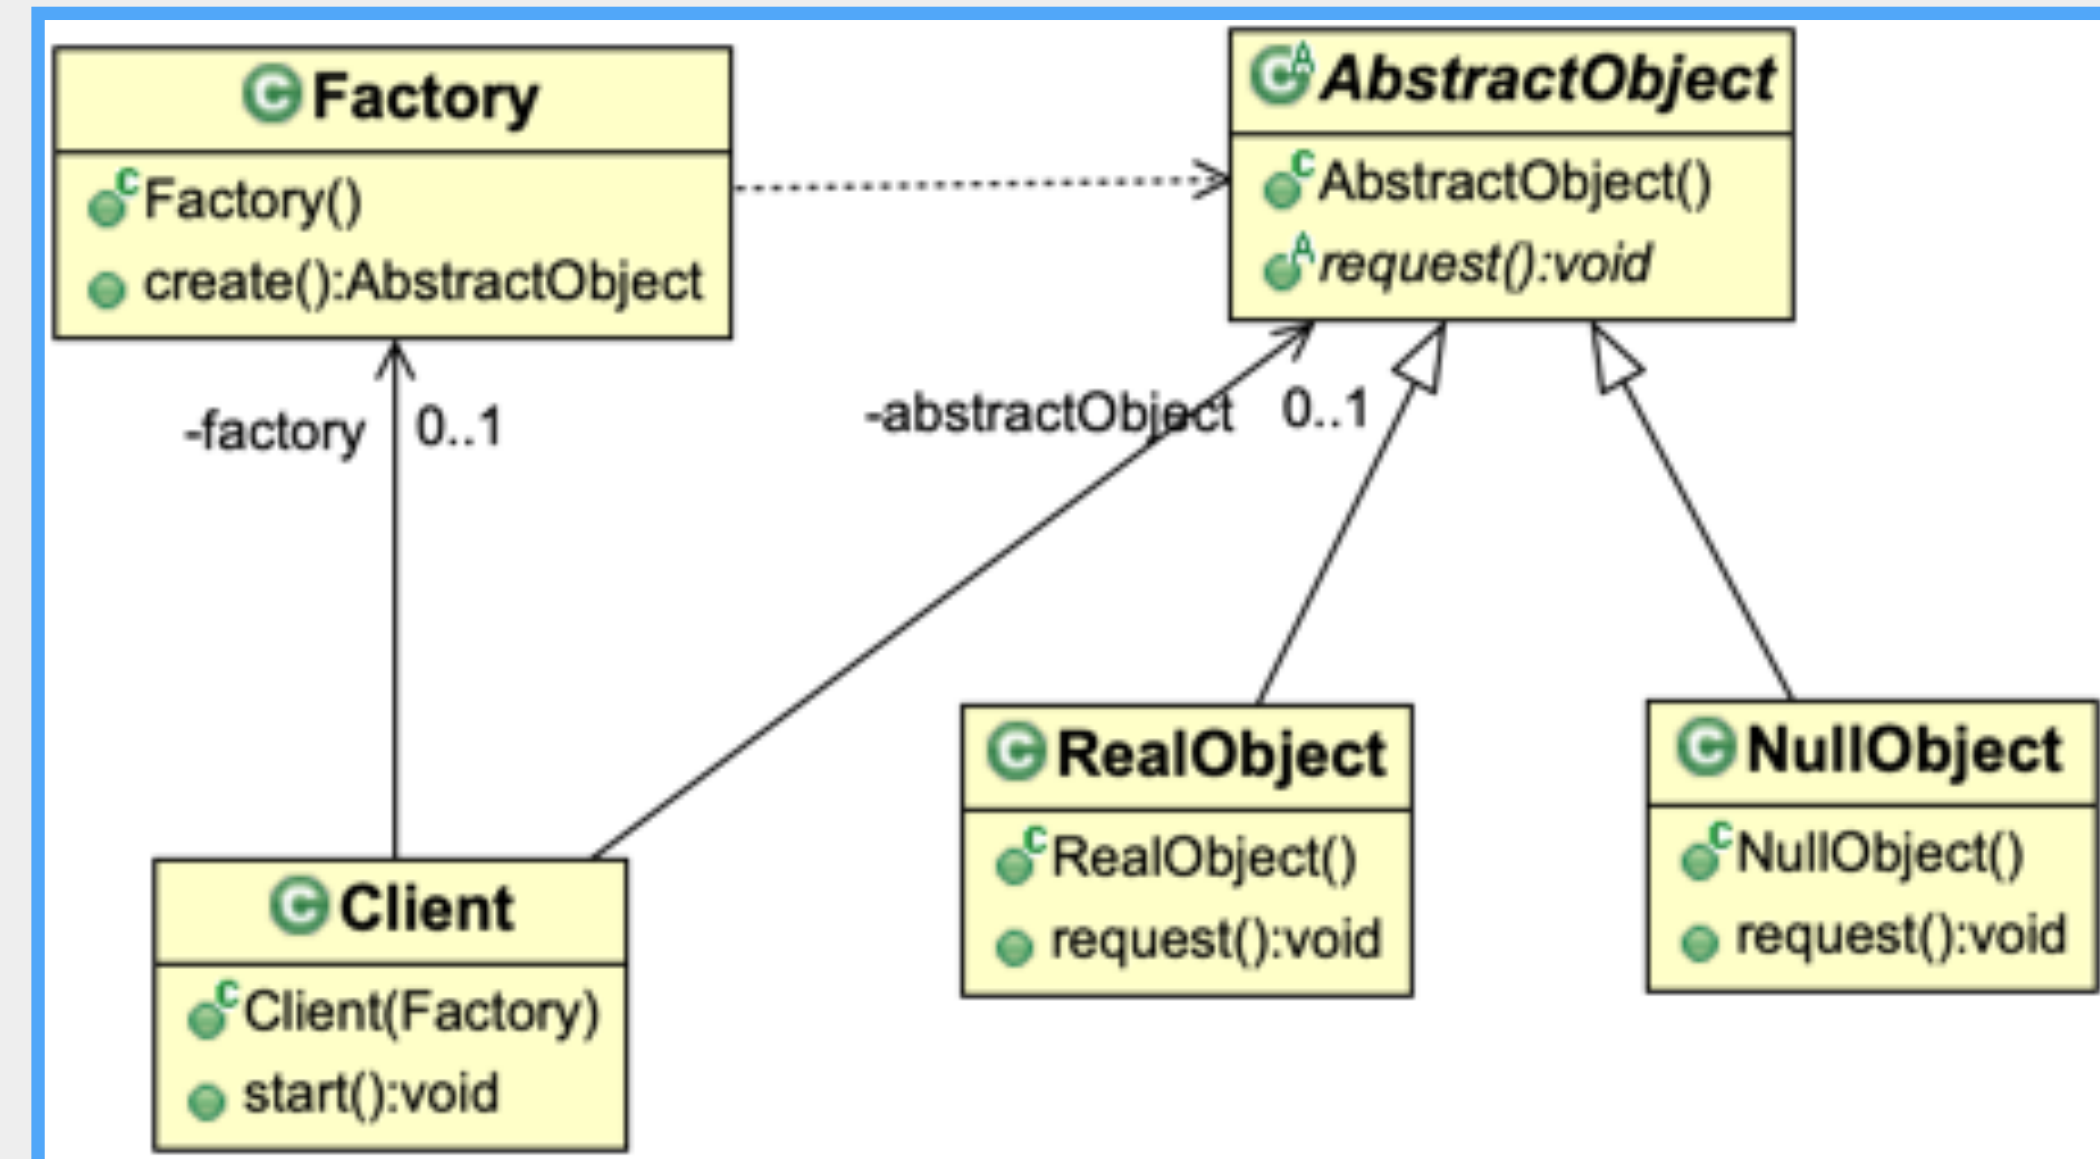 Factory
Factory()
create():AbstractObject
AbstractObject
AbstractObject()
request():void
-factory 0..1
-abstractObject 0..1
Client
Client(Factory)
start():void
RealObject
RealObject()
request():void
NullObject
NullObject()
request():void